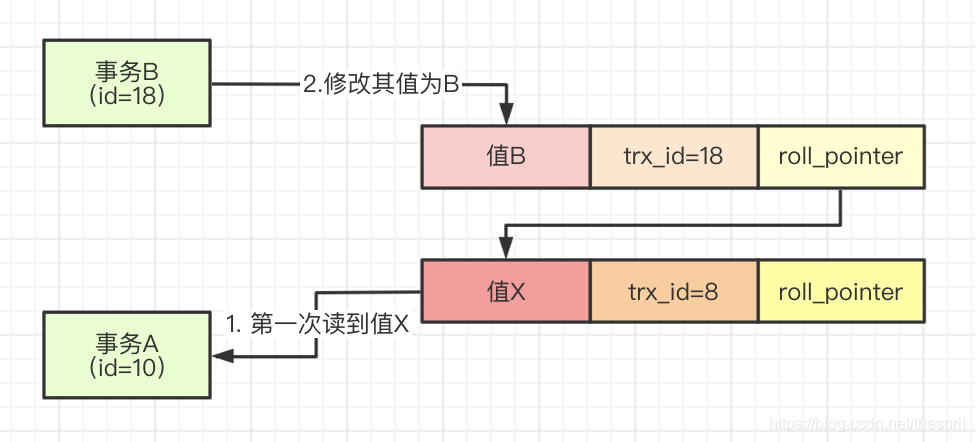 事务B
(id=18)
2.修改其值为B
值B
trx_id=18
roll_pointer
值X
trx_id=8
roll_pointer
1. 第一次读到值X
事务A
(id=10)
https://blog.csdn.net/thesprit